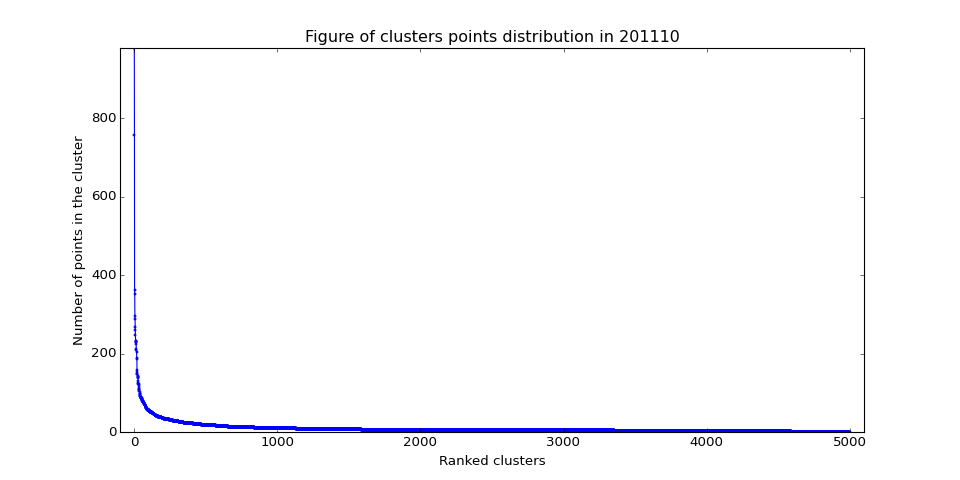 Figure of clusters points distribution in 201110
Number of points in the cluster
800
600
400
200
0
0 1000 2000 3000 4000 5000
Ranked clusters